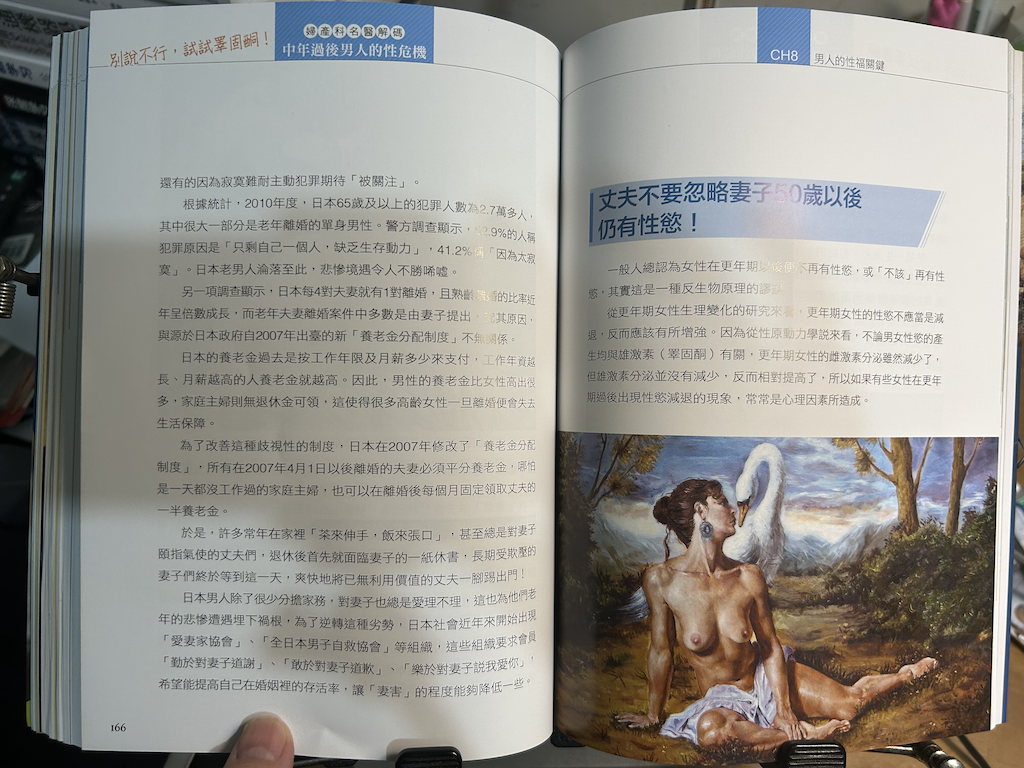 別說不行，試試睪固酮！
婦產科名醫解碼
中年過後男人的性危機
還有的因為寂寞難耐主動犯罪期待「被關注」。
根據統計，2010年度，日本65歲及以上的犯罪人數為2.7萬多人，
其中很大一部分是老年離婚的單身男性。警方調查顯示，2.9%的人稱
犯罪原因是「只剩自己一個人，缺乏生存動力」，41.2%稱「因為太寂
寞」。日本老男人淪落至此，悲慘境遇令人不勝唏噓。
另一項調查顯示，日本每4對夫妻就有1對離婚，且熟齡離婚的比率近
年呈倍數成長，而老年夫妻離婚案件中多數是由妻子提出，究其原因，
與源於日本政府自2007年出臺的新「養老金分配制度」不無關係。
日本的養老金過去是按工作年限及月薪多少來支付，工作年資越
長、月薪越高的人養老金就越高。因此，男性的養老金比女性高出很
多，家庭主婦則無退休金可領，這使得很多高齡女性一旦離婚便會失去
生活保障。
為了改善這種歧視性的制度，日本在2007年修改了「養老金分配
制度」，所有在2007年4月1日以後離婚的夫妻必須平分養老金，哪怕
是一天都沒工作過的家庭主婦，也可以在離婚後每個月固定領取丈夫的
一半養老金。
於是，許多常年在家裡「茶來伸手，飯來張口」，甚至總是對妻子
頤指氣使的丈夫們，退休後首先就面臨妻子的一紙休書，長期受欺壓的
妻子們終於等到這一天，爽快地將已無利用價值的丈夫一腳踢出門！
日本男人除了很少分擔家務，對妻子也總是愛理不理，這也為他們老
年的悲慘遭遇埋下禍根，為了逆轉這種劣勢，日本社會近年來開始出現
「愛妻家協會」、「全日本男子自救協會」等組織，這些組織要求會員
「勤於對妻子道謝」、「敢於對妻子道歉」、「樂於對妻子說我愛你」，
希望能提高自己在婚姻裡的存活率，讓「妻害」的程度能夠降低一些。
166
CH8
男人的性福關鍵
丈夫不要忽略妻子50歲以後
仍有性慾！
一般人總認為女性在更年期以後便不再有性慾，或「不該」再有性
慾，其實這是一種反生物原理的謬誤。
從更年期女性生理變化的研究來看，更年期女性的性慾不應當是減
退，反而應該有所增強。因為從性原動力學說來看，不論男女性慾的產
生均與雄激素（睪固酮）有關，更年期女性的雌激素分泌雖然減少了，
但雄激素分泌並沒有減少，反而相對提高了，所以如果有些女性在更年
期過後出現性慾減退的現象，常常是心理因素所造成。